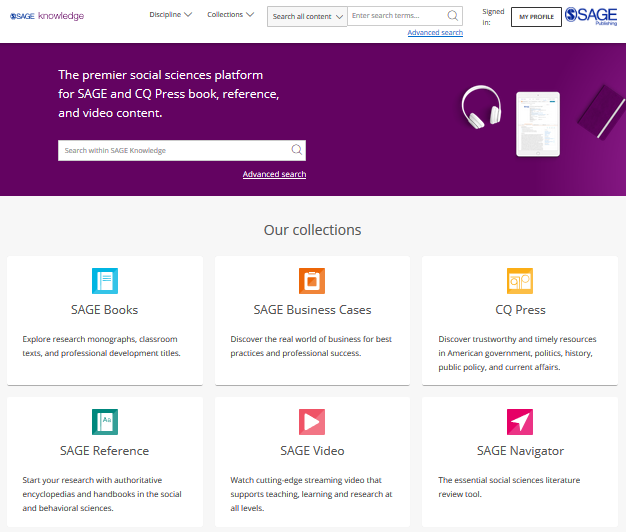 SAGE knowledge
Discipline
Collections
Search all content
Enter search terms...
Advanced search
Signed
in:
MY PROFILE
SAGE
Publishing
The premier social sciences platform
for SAGE and CQ Press book, reference,
and video content.
Search within SAGE Knowledge
Advanced search
Our collections
SAGE Books
Explore research monographs, classroom
texts, and professional development titles.
SAGE Business Cases
Discover the real world of business for best
practices and professional success.
CQ Press
Discover trustworthy and timely resources
in American government, politics, history,
public policy, and current affairs.
SAGE Reference
Start your research with authoritative
encyclopedias and handbooks in the social
and behavioral sciences.
SAGE Video
Watch cutting-edge streaming video that
supports teaching, learning and research at
all levels.
SAGE Navigator
The essential social sciences literature
review tool.